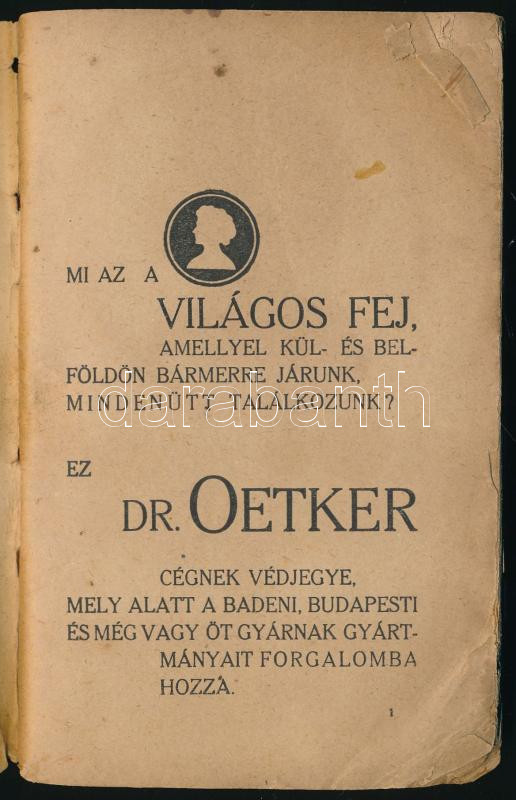 MI AZ A
VILÁGOS FEJ,
AMELLYEL KÜL- ÉS BEL-
FÖLDÖN BÁRMERRE JÁRUNK,
MINDENÜTT TALÁLKOZUNK?
darabanth
EZ
DR. OETKER
CÉGNEK VÉDJEGYE,
MELY ALATT A BADENI, BUDAPESTI
ÉS MÉG VAGY ÖT GYÁRNAK GYÁRT-
MÁNYAIT FORGALOMBA
HOZZA.
1